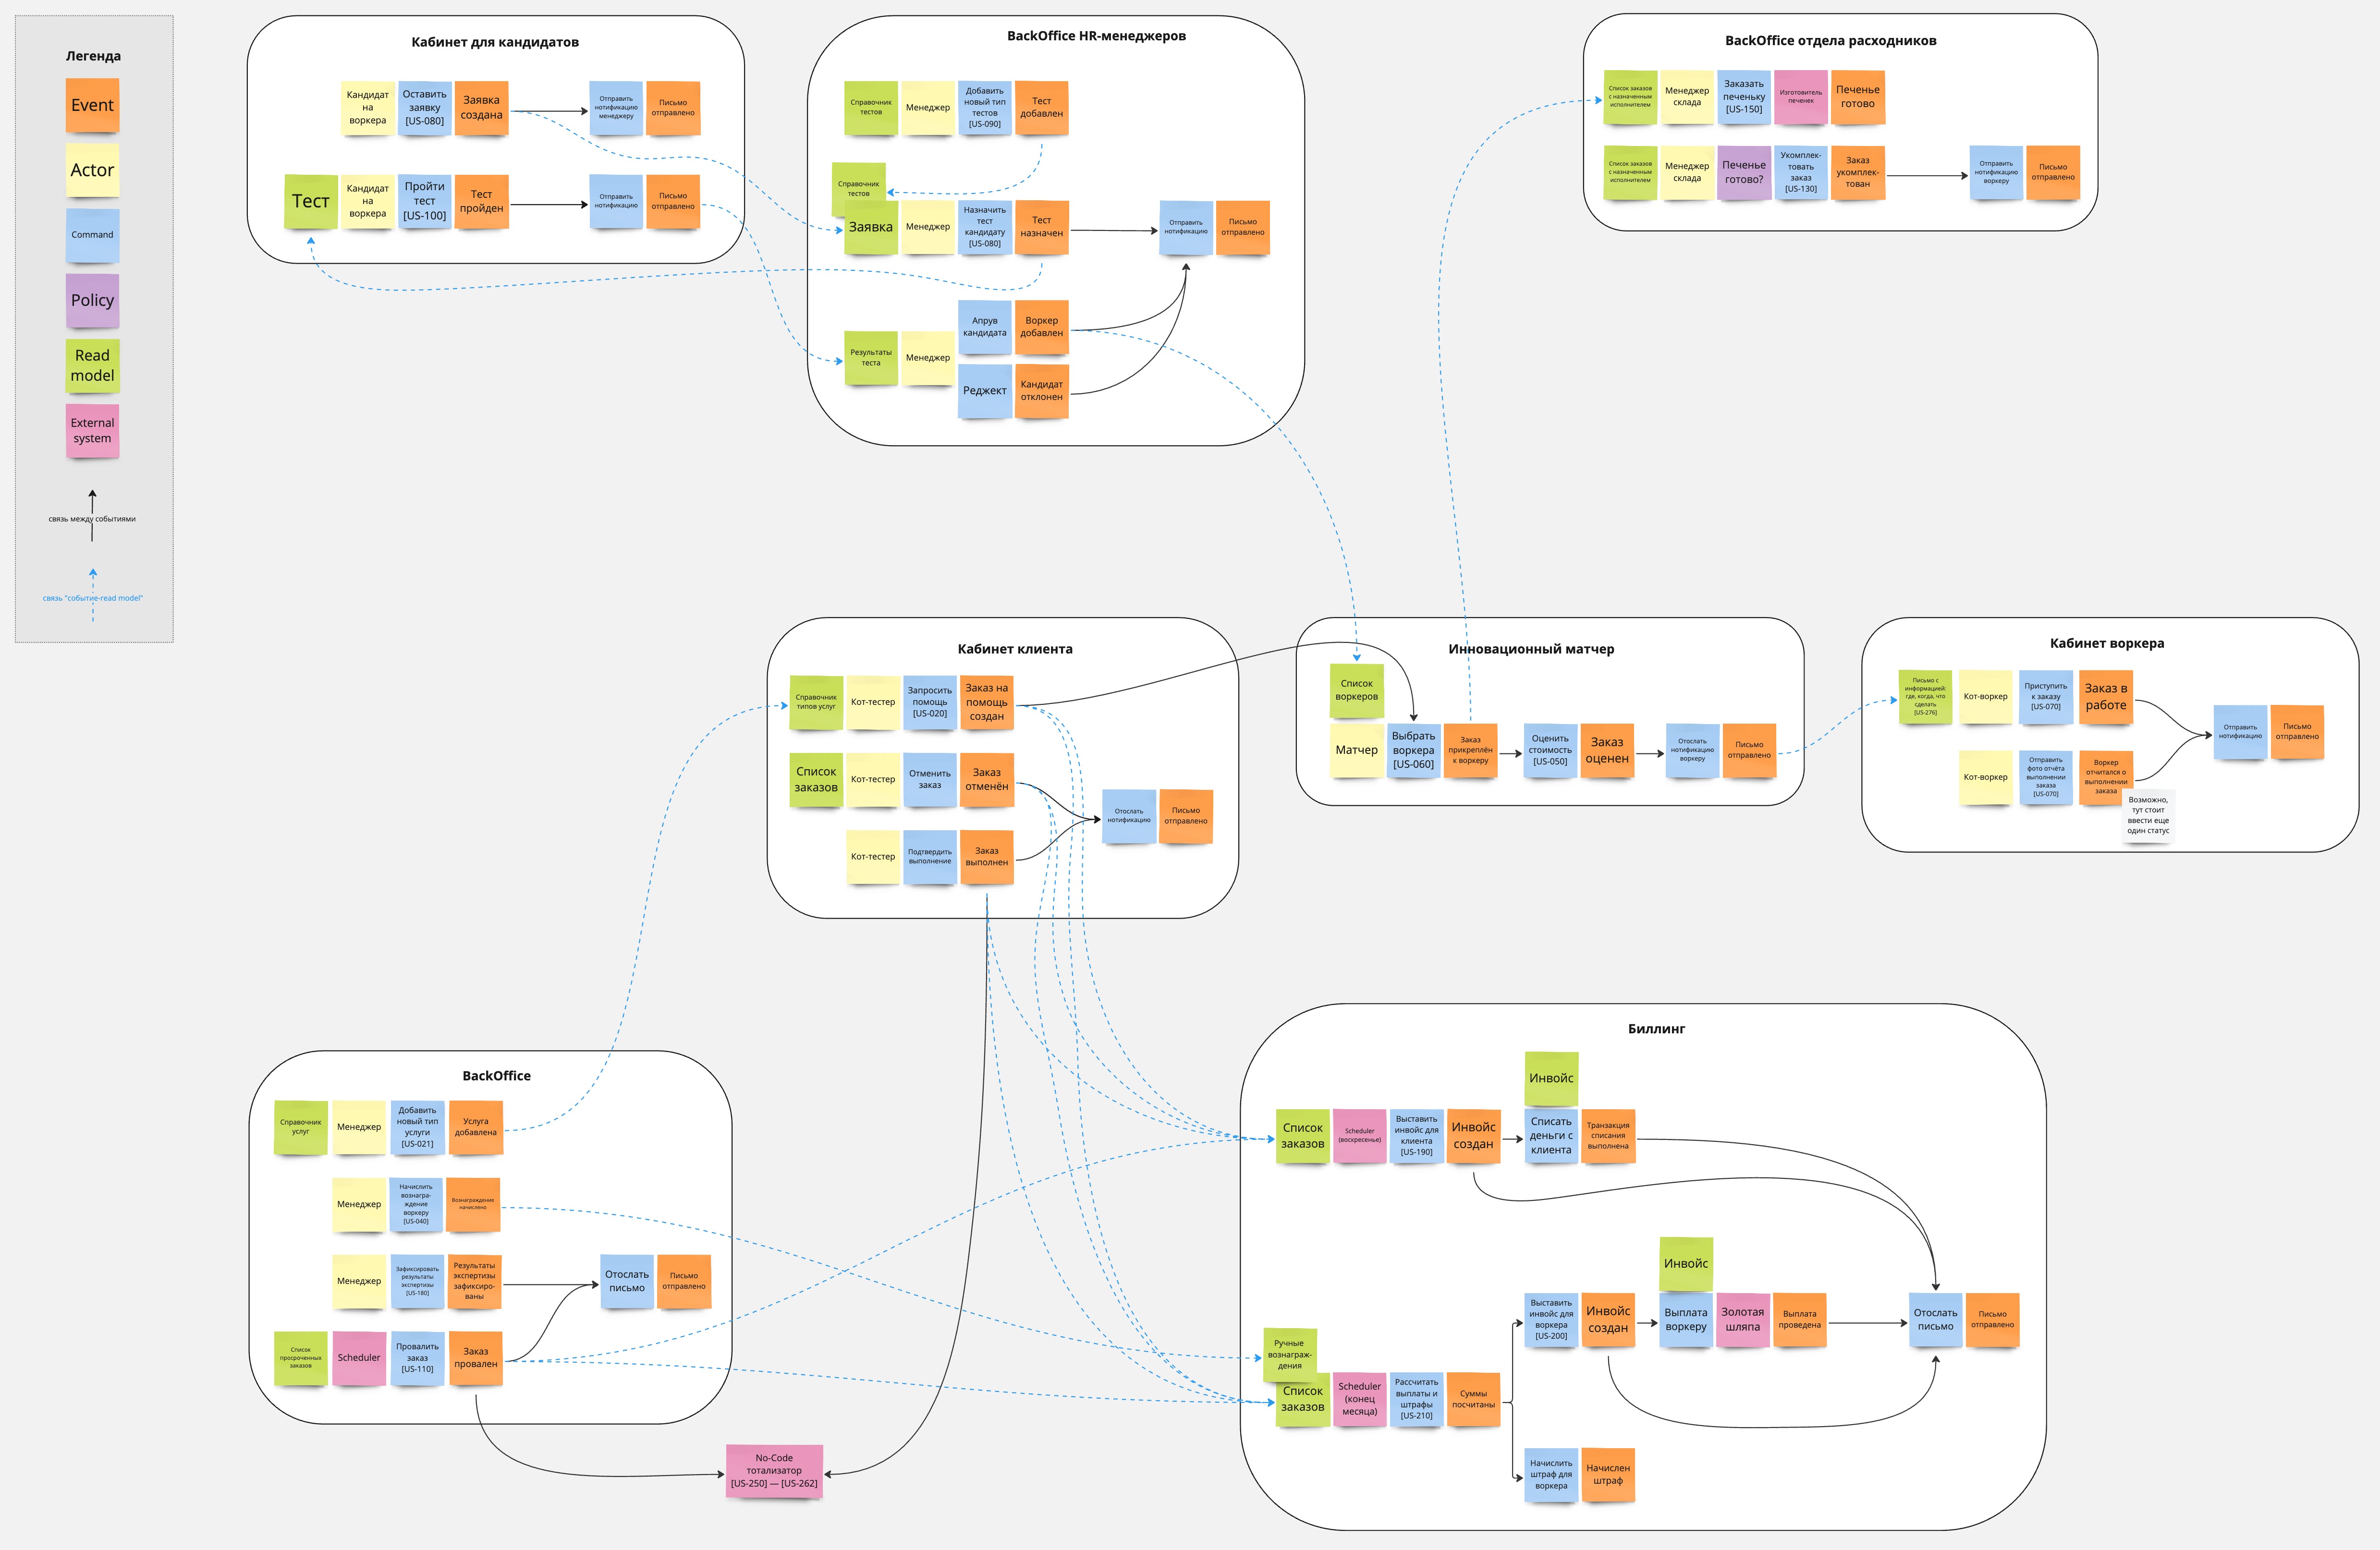 Легенда
Event
Actor
Command
Policy
Read
model
External
system
связь между событиями
связь "событие-read model"
Кабинет для кандидатов
Кандидат
на
воркера
Оставить
заявку
[US-080]
Заявка
создана
Отправить
нотификацию
менеджеру
Письмо
отправлено
Тест
Кандидат
на
воркера
Пройти
тест
[US-100]
Тест
пройден
Отправить
нотификацию
Письмо
отправлено
BackOffice HR-менеджеров
Справочник
тестов
Менеджер
Добавить
новый тип
тестов
[US-090]
Тест
добавлен
Справочник
тестов
Заявка
Менеджер
Назначить
тест
кандидату
[US-080]
Тест
назначен
Отправить
нотификацию
Письмо
отправлено
Результаты
теста
Менеджер
Апрув
кандидата
Воркер
добавлен
Реджект
Кандидат
отклонен
BackOffice отдела расходников
Список заказов
с назначенным
исполнителем
Менеджер
склада
Заказать
печеньку
[US-150]
Изготовитель
печенек
Печенье
готово
Список заказов
с назначенным
исполнителем
Менеджер
склада
Печенье
готово?
Укомплек-
товать
заказ
[US-130]
Заказ
укомплек-
тован
Отправить
нотификацию
воркеру
Письмо
отправлено
Кабинет клиента
Справочник
типов услуг
Кот-тестер
Запросить
помощь
[US-020]
Заказ на
помощь
создан
Список
заказов
Кот-тестер
Отменить
заказ
Заказ
отменён
Отослать
нотификацию
Письмо
отправлено
Кот-тестер
Подтвердить
выполнение
Заказ
выполнен
Инновационный матчер
Список
воркеров
Матчер
Выбрать
воркера
[US-060]
Заказ
прикреплён
к воркеру
Оценить
стоимость
[US-050]
Заказ
оценен
Отослать
нотификацию
воркеру
Письмо
отправлено
Кабинет воркера
Письмо с
информацией:
где, когда, что
сделать
[US-276]
Кот-воркер
Приступить
к заказу
[US-070]
Заказ в
работе
Отправить
нотификацию
Письмо
отправлено
Кот-воркер
Отправить
фото отчёта
выполнении
заказа
[US-070]
Воркер
отчитался о
выполнении
заказа
Возможно,
тут стоит
ввести еще
один статус
BackOffice
Справочник
услуг
Менеджер
Добавить
новый тип
услуги
[US-021]
Услуга
добавлена
Менеджер
Начислить
вознагра-
ждение
воркеру
[US-040]
Вознаграждение
начислено
Менеджер
Зафиксировать
результаты
экспертизы
[US-180]
Результаты
экспертизы
зафиксиро-
ваны
Отослать
письмо
Письмо
отправлено
Список
просроченных
заказов
Scheduler
Провалить
заказ
[US-110]
Заказ
провален
No-Code
тотализатор
[US-250] — [US-262]
Биллинг
Инвойс
Список
заказов
Scheduler
(воскресенье)
Выставить
инвойс для
клиента
[US-190]
Инвойс
создан
Списать
деньги с
клиента
Транзакция
списания
выполнена
Инвойс
Выставить
инвойс для
воркера
[US-200]
Инвойс
создан
Выплата
воркеру
Золотая
шляпа
Выплата
проведена
Отослать
письмо
Письмо
отправлено
Ручные
вознаграж-
дения
Список
заказов
Scheduler
(конец
месяца)
Рассчитать
выплаты и
штрафы
[US-210]
Суммы
посчитаны
Начислить
штраф для
воркера
Начислен
штраф